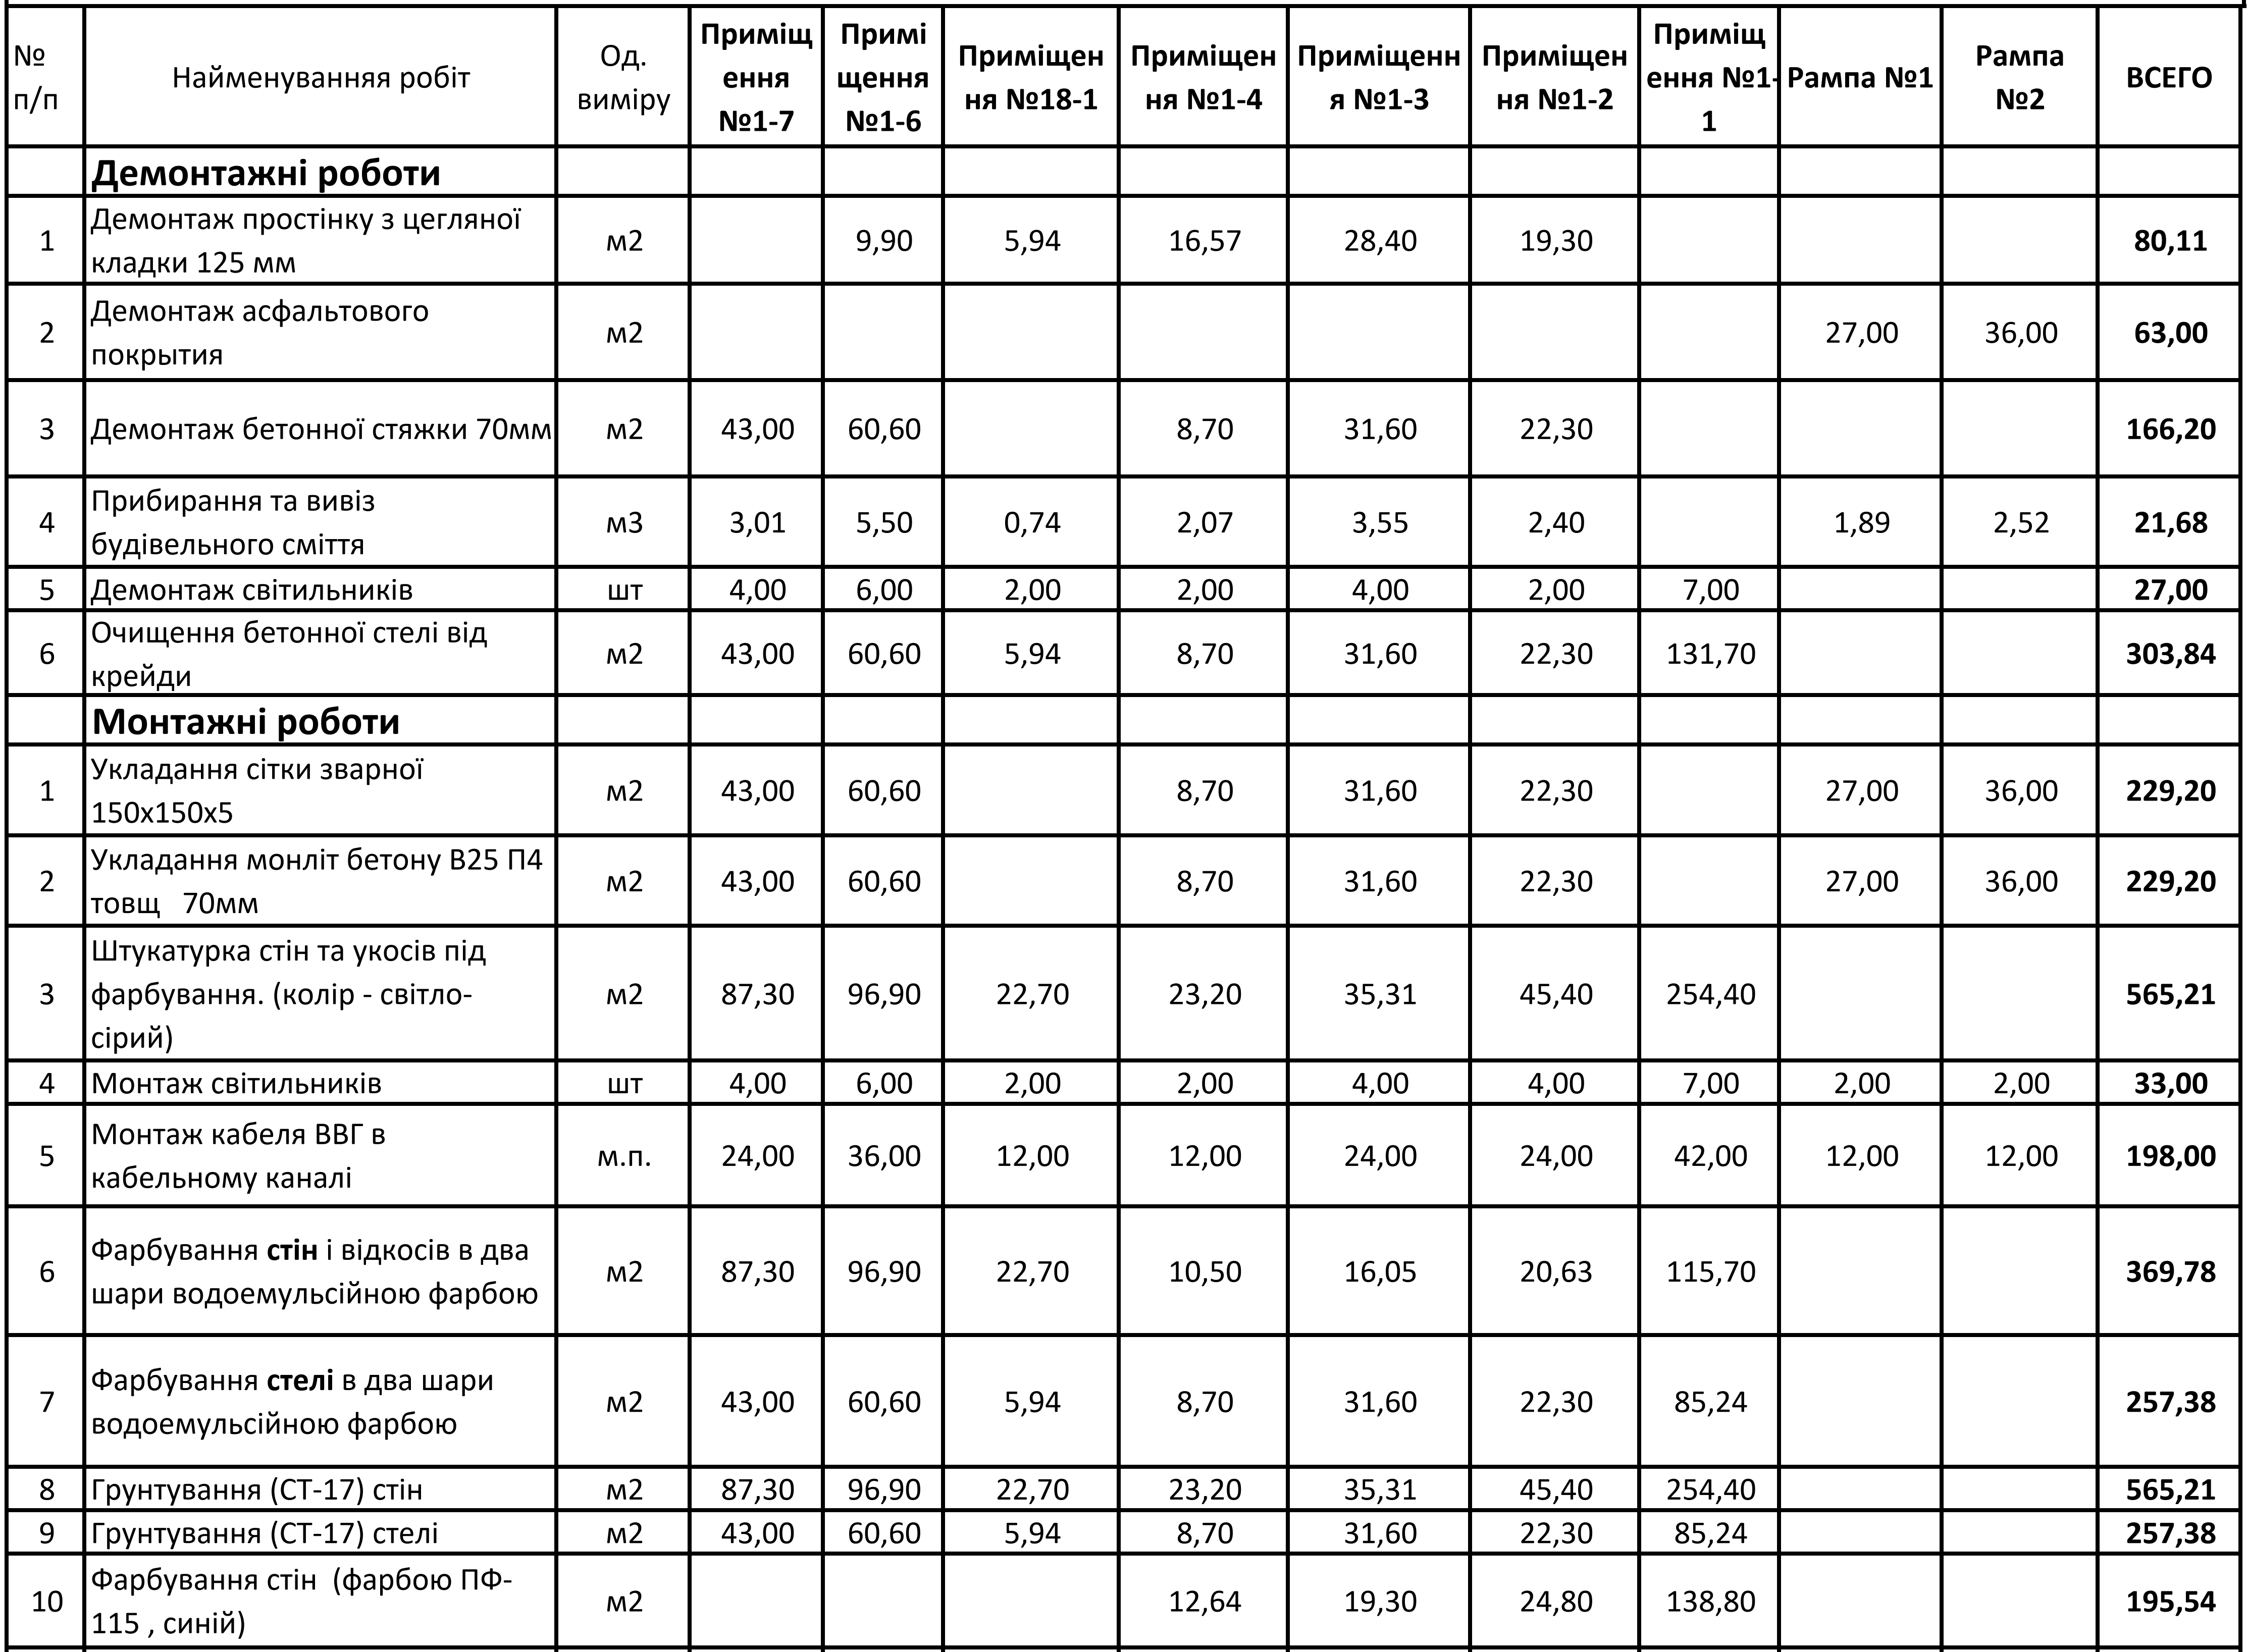 № п/п Найменуванняя робіт Од. виміру Приміщення №1-7 Приміщення №1-6 Приміщення №18-1 Приміщення №1-4 Приміщення №1-3 Приміщення №1-2 Приміщення №1-1 Рампа №1 Рампа №2 ВСЕГО
Демонтажні роботи
1 Демонтаж простінку з цегляної кладки 125 мм м2 9,90 5,94 16,57 28,40 19,30 80,11
2 Демонтаж асфальтового покрытия м2 27,00 36,00 63,00
3 Демонтаж бетонної стяжки 70мм м2 43,00 60,60 8,70 31,60 22,30 166,20
4 Прибирання та вивіз будівельного сміття м3 3,01 5,50 0,74 2,07 3,55 2,40 1,89 2,52 21,68
5 Демонтаж світильників шт 4,00 6,00 2,00 2,00 4,00 2,00 7,00 27,00
6 Очищення бетонної стелі від крейди м2 43,00 60,60 5,94 8,70 31,60 22,30 131,70 303,84
Монтажні роботи
1 Укладання сітки зварної 150х150х5 м2 43,00 60,60 8,70 31,60 22,30 27,00 36,00 229,20
2 Укладання монліт бетону В25 П4 товщ 70мм м2 43,00 60,60 8,70 31,60 22,30 27,00 36,00 229,20
3 Штукатурка стін та укосів під фарбування. (колір - світло-сірий) м2 87,30 96,90 22,70 23,20 35,31 45,40 254,40 565,21
4 Монтаж світильників шт 4,00 6,00 2,00 2,00 4,00 4,00 7,00 2,00 2,00 33,00
5 Монтаж кабеля ВВГ в кабельному каналі м.п. 24,00 36,00 12,00 12,00 24,00 24,00 42,00 12,00 12,00 198,00
6 Фарбування стін і відкосів в два шари водоемульсійною фарбою м2 87,30 96,90 22,70 10,50 16,05 20,63 115,70 369,78
7 Фарбування стелі в два шари водоемульсійною фарбою м2 43,00 60,60 5,94 8,70 31,60 22,30 85,24 257,38
8 Грунтування (СТ-17) стін м2 87,30 96,90 22,70 23,20 35,31 45,40 254,40 565,21
9 Грунтування (СТ-17) стелі м2 43,00 60,60 5,94 8,70 31,60 22,30 85,24 257,38
10 Фарбування стін (фарбою ПФ-115 , синій) м2 12,64 19,30 24,80 138,80 195,54